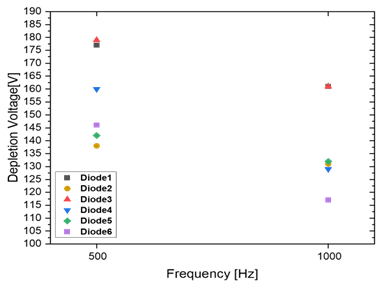 190
185
180
175
170
165
160
155
150
145
140
135
130
125
120
115
110
105
100
Depletion Voltage[V]
Diode1
Diode2
Diode3
Diode4
Diode5
Diode6
500
1000
Frequency [Hz]